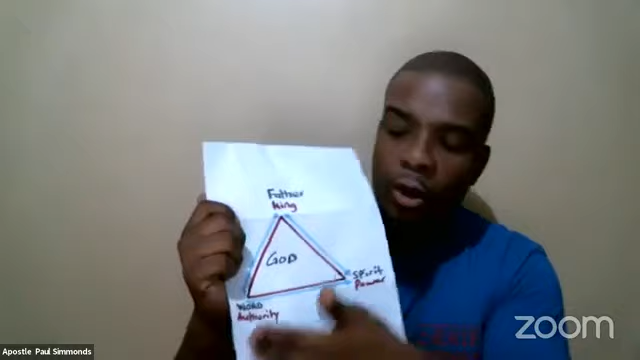 Father
King
GOD
Spirit
Power
WORD
Authority
zoom
Apostle Paul Simmonds